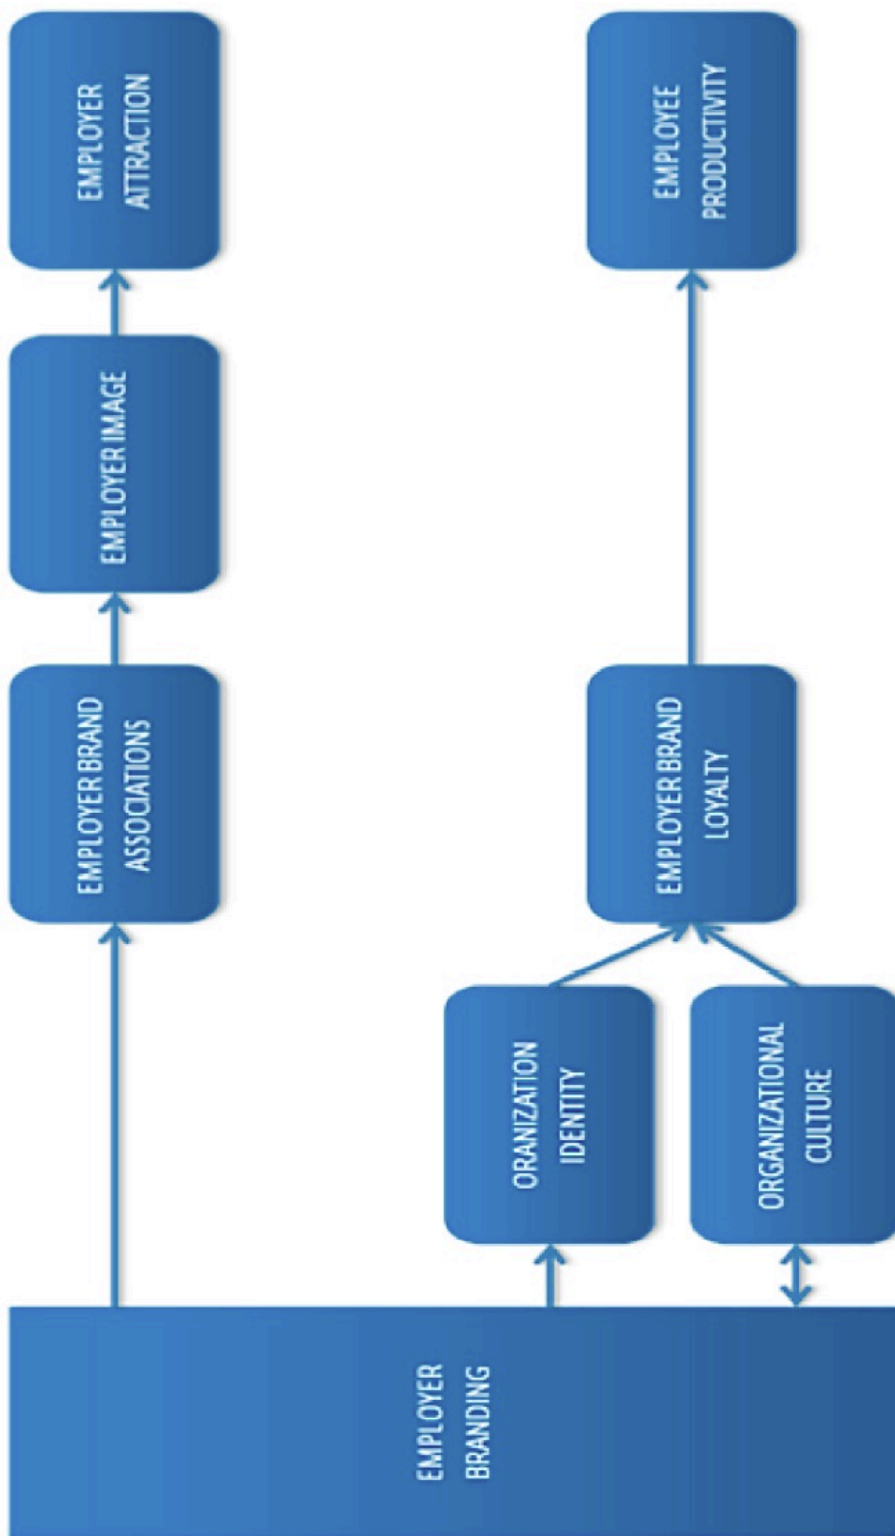 EMPLOYER
BRANDING
EMPLOYER BRAND
ASSOCIATIONS
EMPLOYER IMAGE
EMPLOYER
ATTRACTION
ORANIZATION
IDENTITY
ORGANIZATIONAL
CULTURE
EMPLOYER BRAND
LOYALTY
EMPLOYEE
PRODUCTIVITY